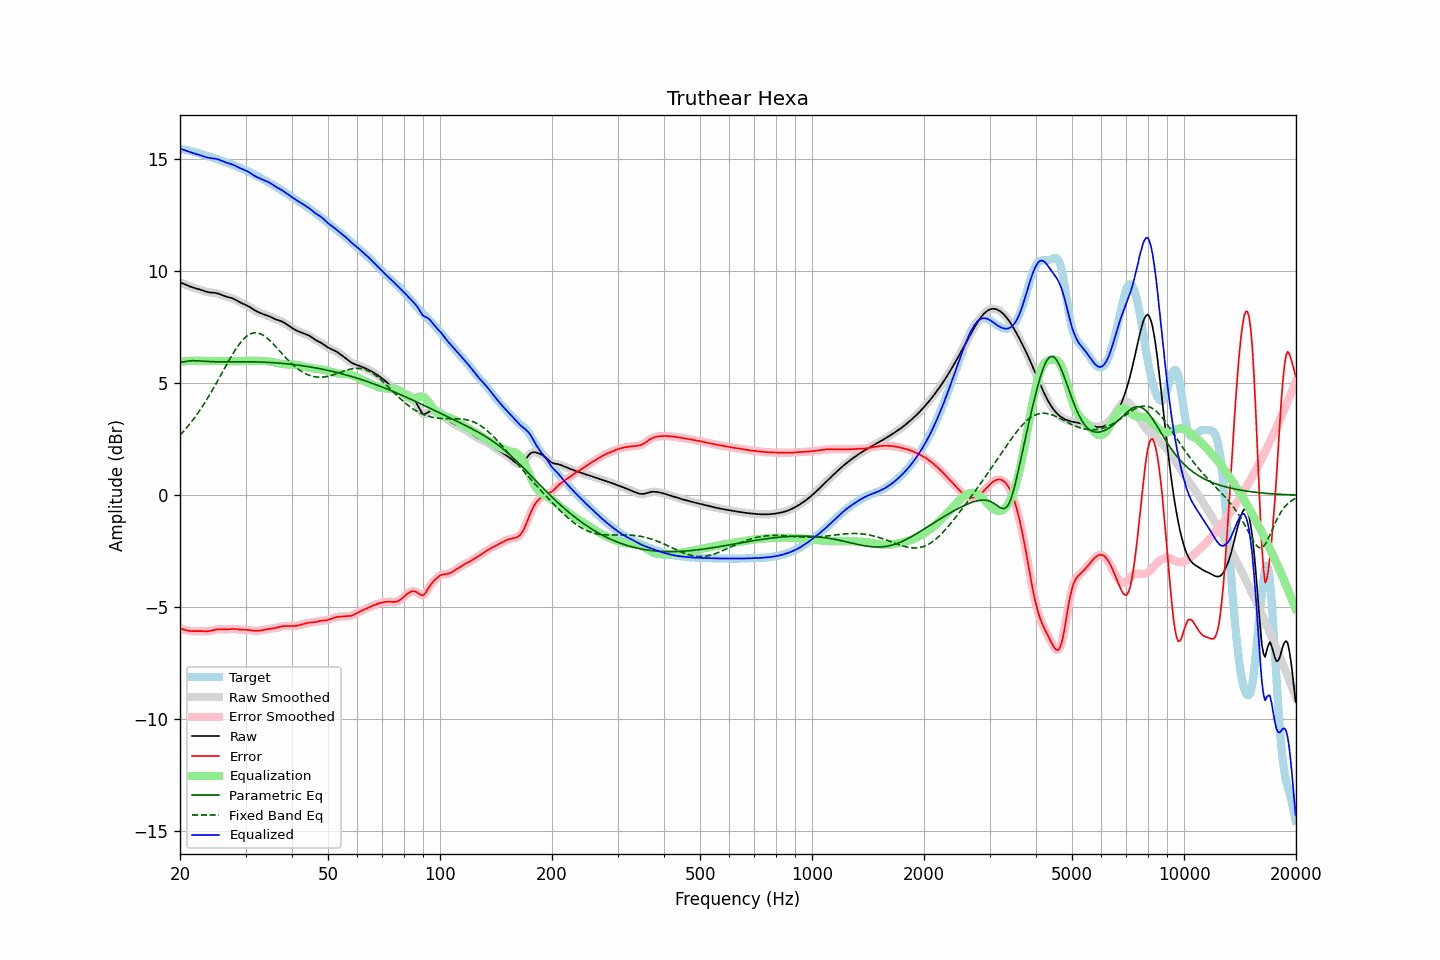 Truthear Hexa
Amplitude (dBr)
15
10
5
0
−5
−10
−15
Target
Raw Smoothed
Error Smoothed
Raw
Error
Equalization
Parametric Eq
Fixed Band Eq
Equalized
20 50 100 200 500 1000 2000 5000 10000 20000
Frequency (Hz)